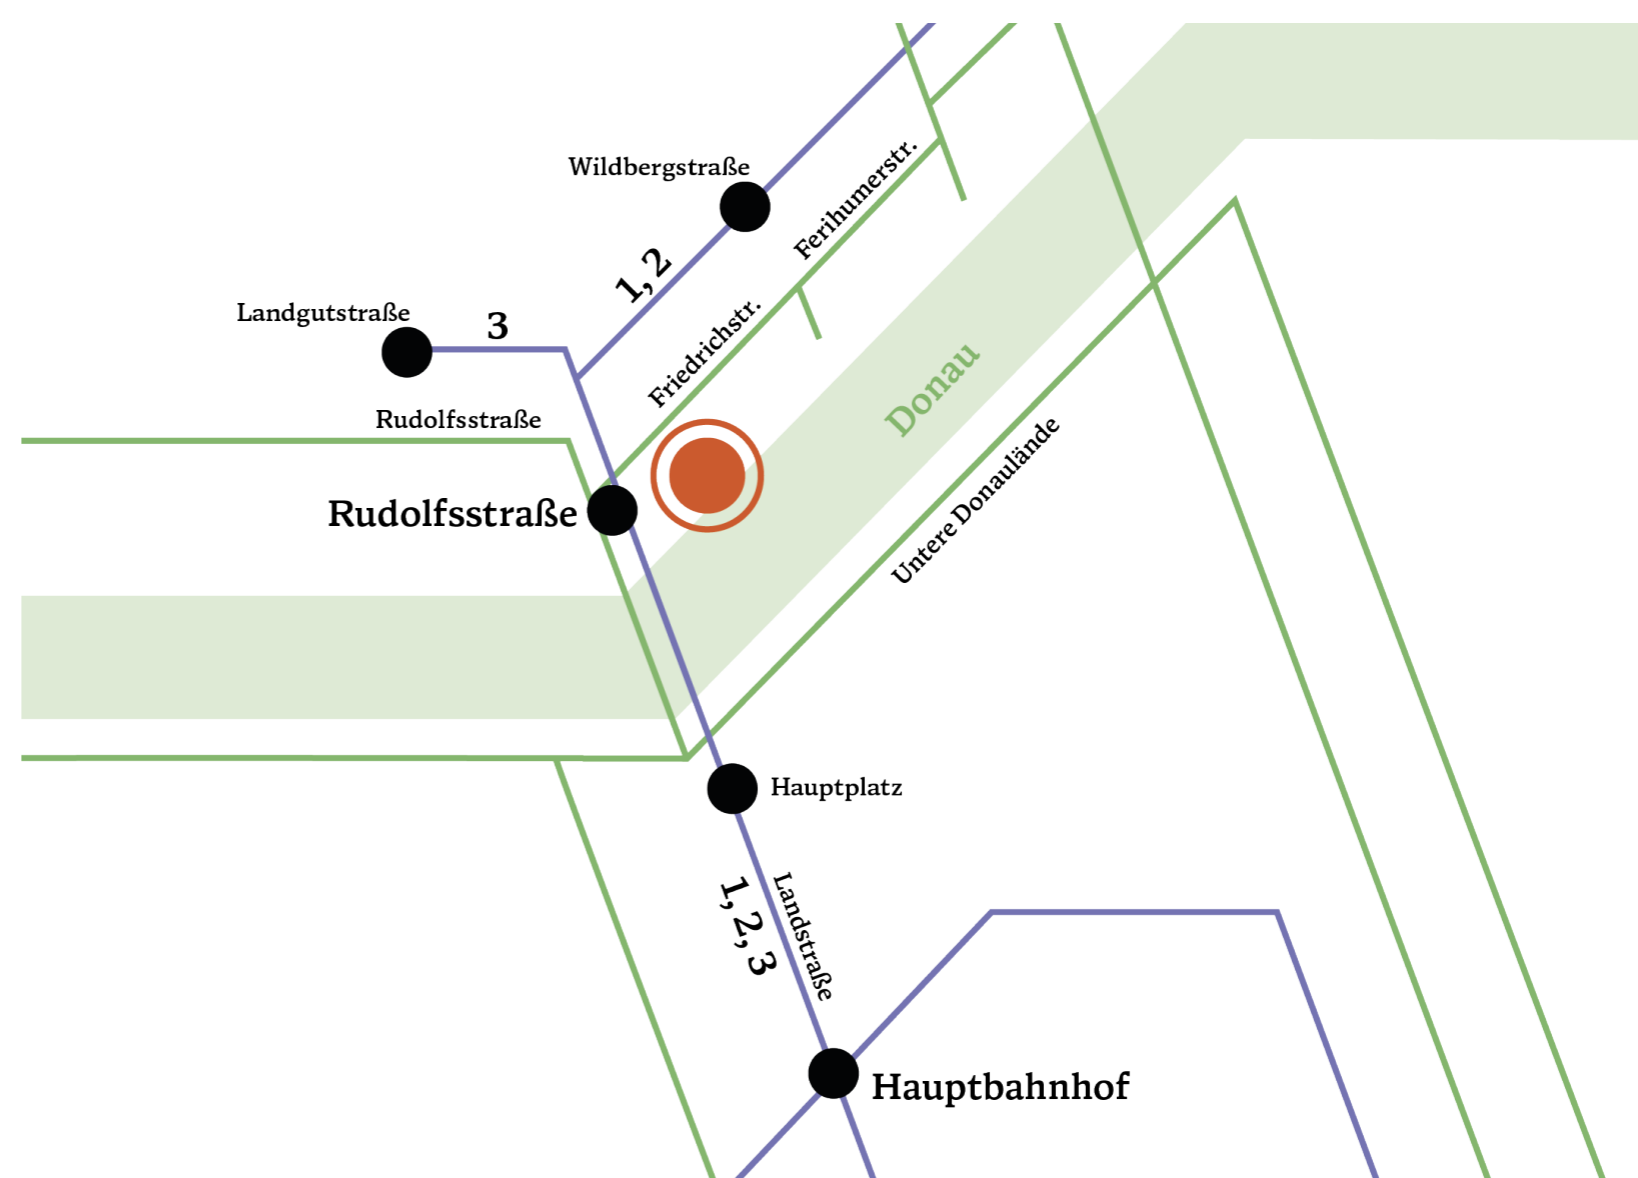 Wildbergstraße
Ferihumerstr.
1, 2
Landgutstraße
3
Friedrichstr.
Rudolfsstraße
Donau
Rudolfsstraße
Untere Donaulände
Hauptplatz
1, 2, 3
Landstraße
Hauptbahnhof